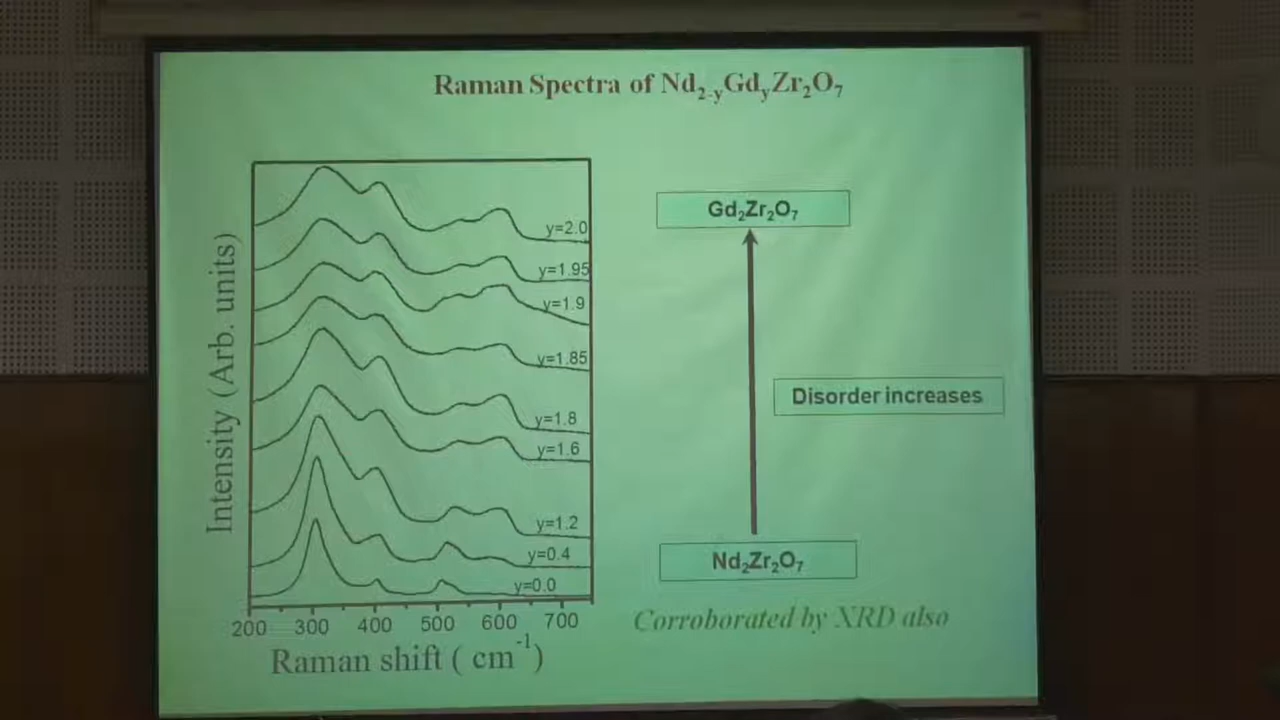 Raman Spectra of Nd₂₋ᵧGdᵧZr₂O₇
Intensity (Arb. units)
y=2.0
y=1.95
y=1.9
y=1.85
y=1.8
y=1.6
y=1.2
y=0.4
y=0.0
200 300 400 500 600 700
Raman shift ( cm⁻¹)
Gd₂Zr₂O₇
Disorder increases
Nd₂Zr₂O₇
Corroborated by XRD also